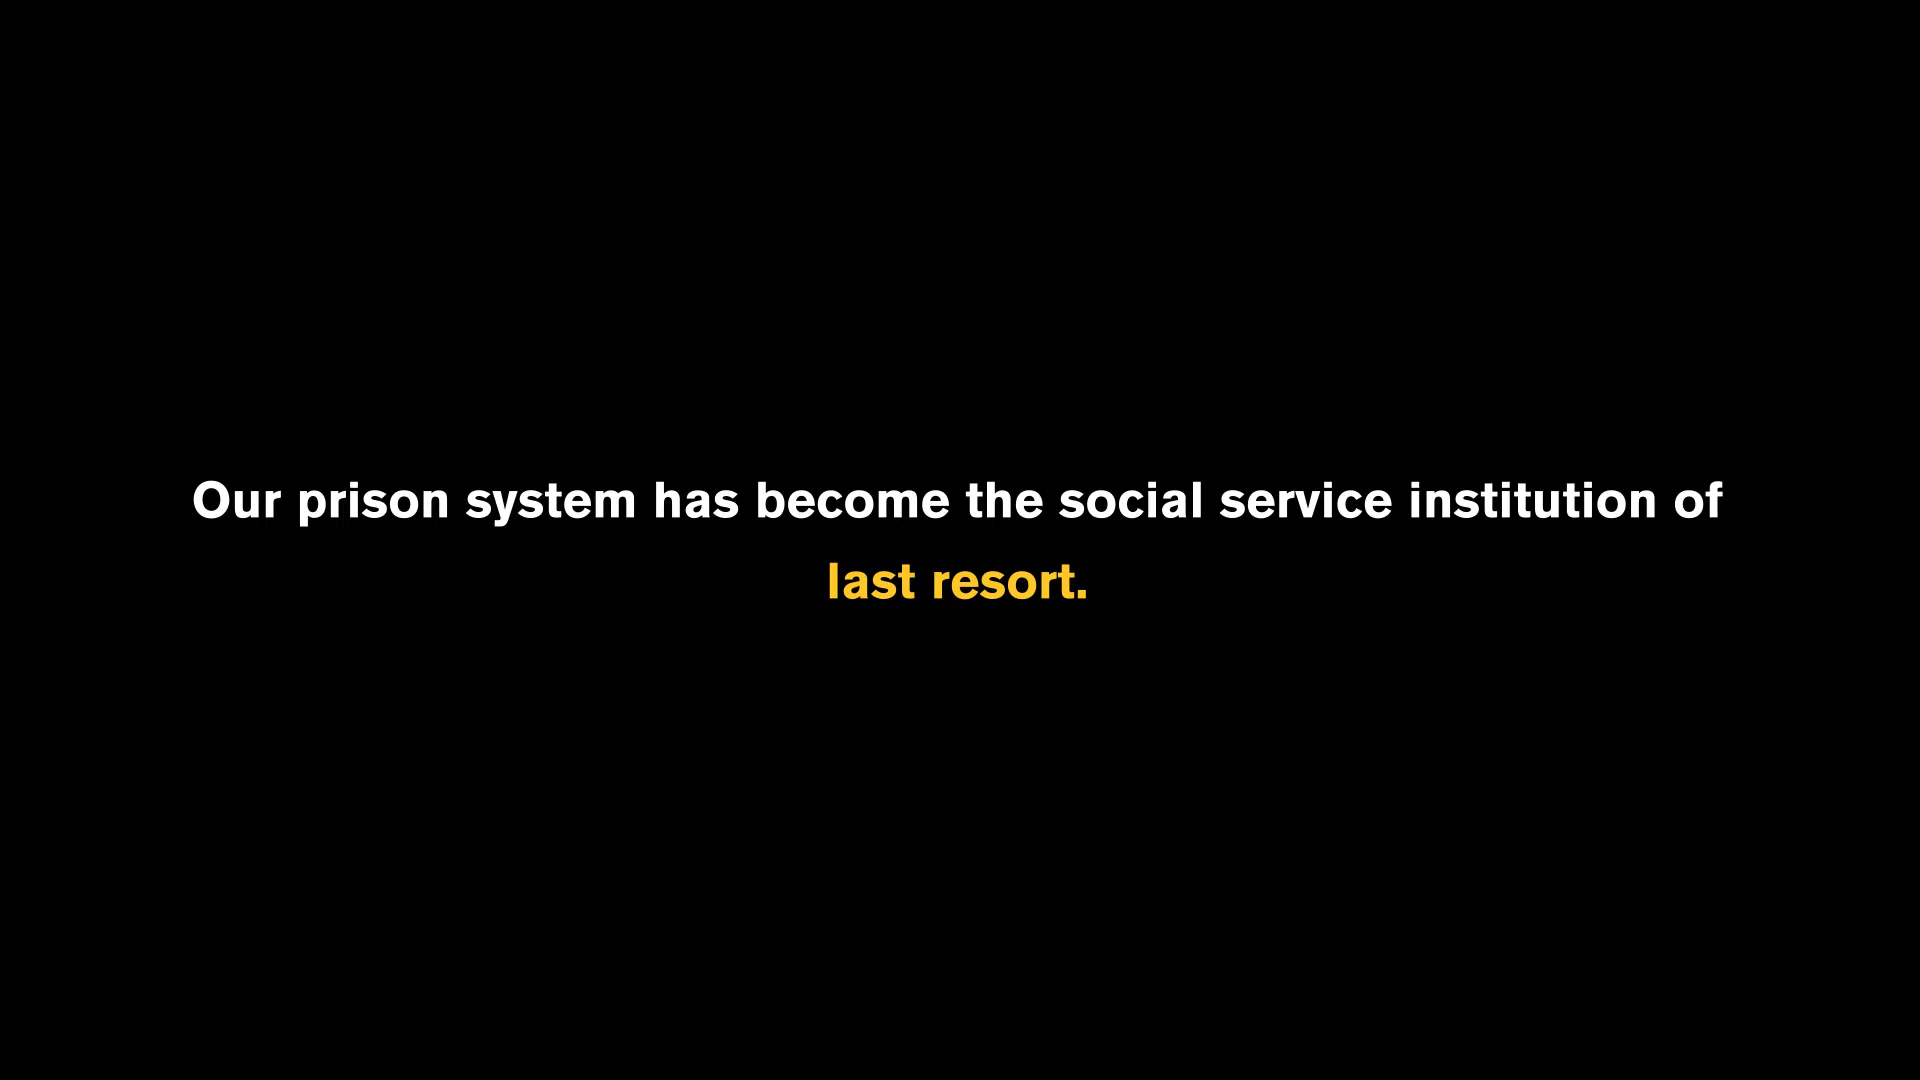 Our prison system has become the social service institution of
last resort.